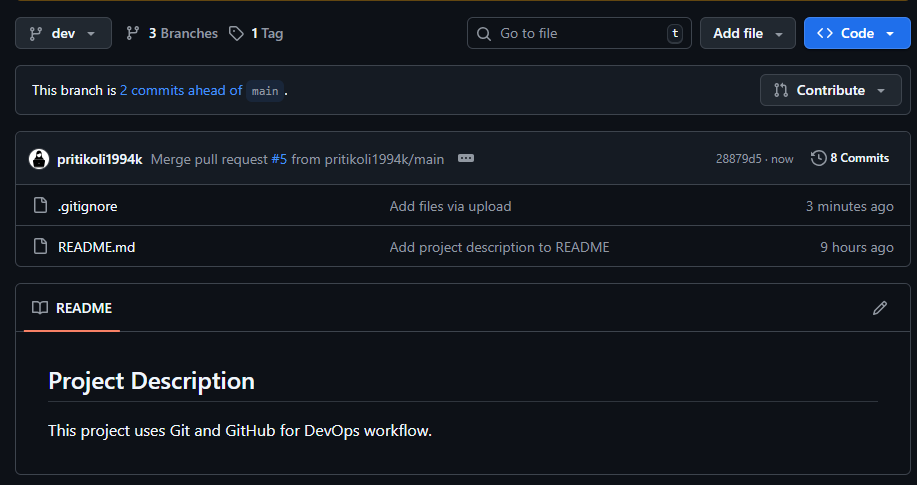 dev 3 Branches 1 Tag Go to file t Add file Code
This branch is 2 commits ahead of main. Contribute
pritikoli1994k Merge pull request #5 from pritikoli1994k/main 28879d5 · now 8 Commits
.gitignore Add files via upload 3 minutes ago
README.md Add project description to README 9 hours ago
README
Project Description
This project uses Git and GitHub for DevOps workflow.